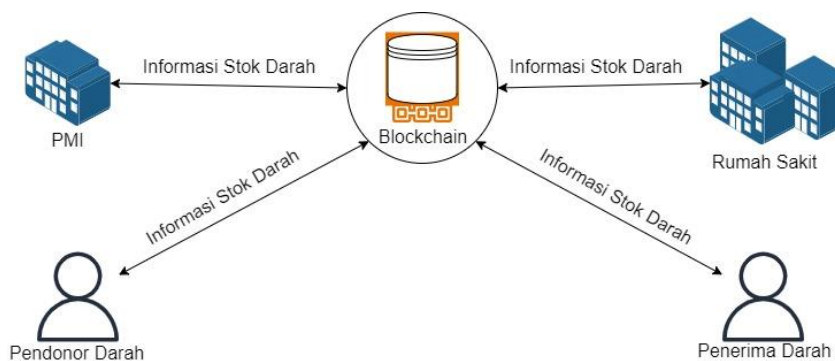 Informasi Stok Darah
Informasi Stok Darah
PMI
Blockchain
Rumah Sakit
Informasi Stok Darah
Informasi Stok Darah
Pendonor Darah
Penerima Darah